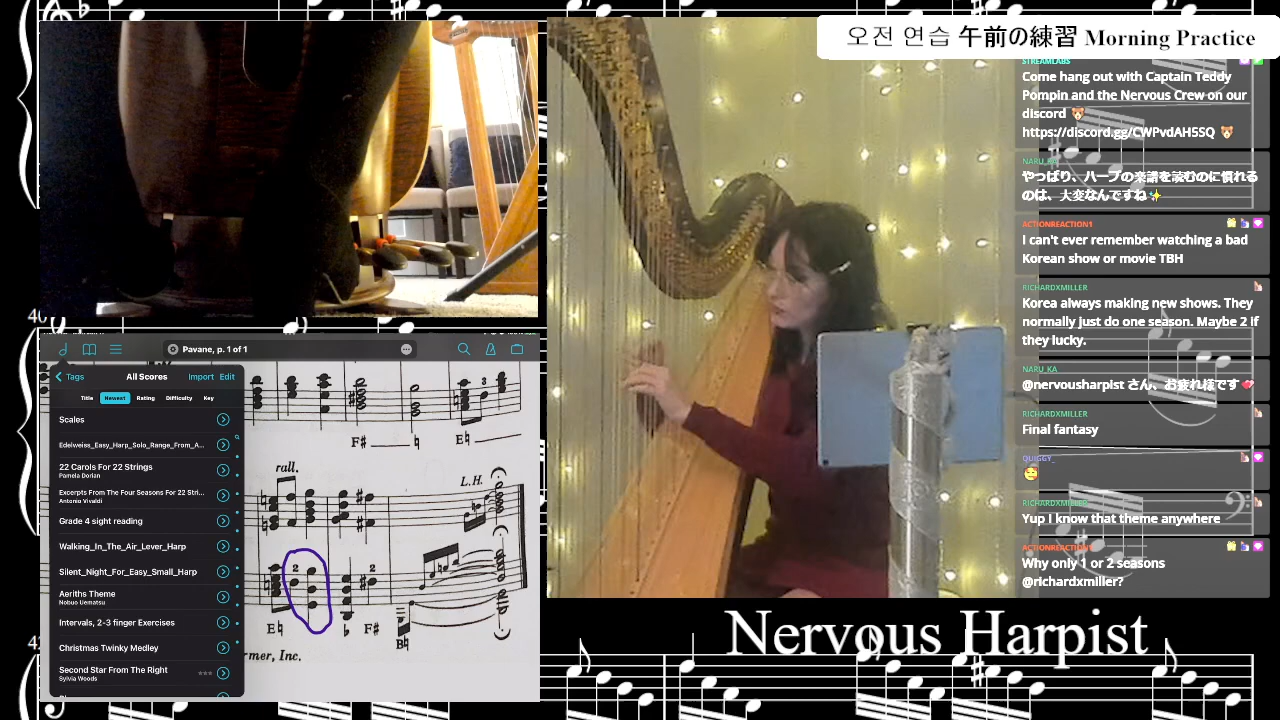 오전 연습 午前の練習 Morning Practice
STREAMLABS
Come hang out with Captain Teddy
Pompin and the Nervous Crew on our
discord 🐻
https://discord.gg/CWPvdAH5SQ 🐻
NARU_KA
やっぱり、ハープの楽譜を読むのに慣れる
のは、大変なんですね✨
ACTIONREACTION1
I can't ever remember watching a bad
Korean show or movie TBH
RICHARDXMILLER
Korea always making new shows. They
normally just do one season. Maybe 2 if
they lucky.
NARU_KA
@nervousharpist さん、お疲れ様です 💗
RICHARDXMILLER
Final fantasy
QUIGGY_
RICHARDXMILLER
Yup I know that theme anywhere
ACTIONREACTION1
Why only 1 or 2 seasons
@richardxmiller?
Nervous Harpist
40
Pavane, p. 1 of 1
Tags
All Scores
Import Edit
Title Newest Rating Difficulty Key
Scales
Edelweiss_Easy_Harp_Solo_Range_From_A...
22 Carols For 22 Strings
Pamela Dorian
Excerpts From The Four Seasons For 22 Stri...
Antonio Vivaldi
Grade 4 sight reading
Walking_In_The_Air_Lever_Harp
Silent_Night_For_Easy_Small_Harp
Aeriths Theme
Nobuo Uematsu
Intervals, 2-3 finger Exercises
Christmas Twinky Medley
Second Star From The Right
Sylvia Woods
3
F# ♮ E♮
rall.
L.H.
2 2
E♮ ♭ F# B♮
rmer, Inc.